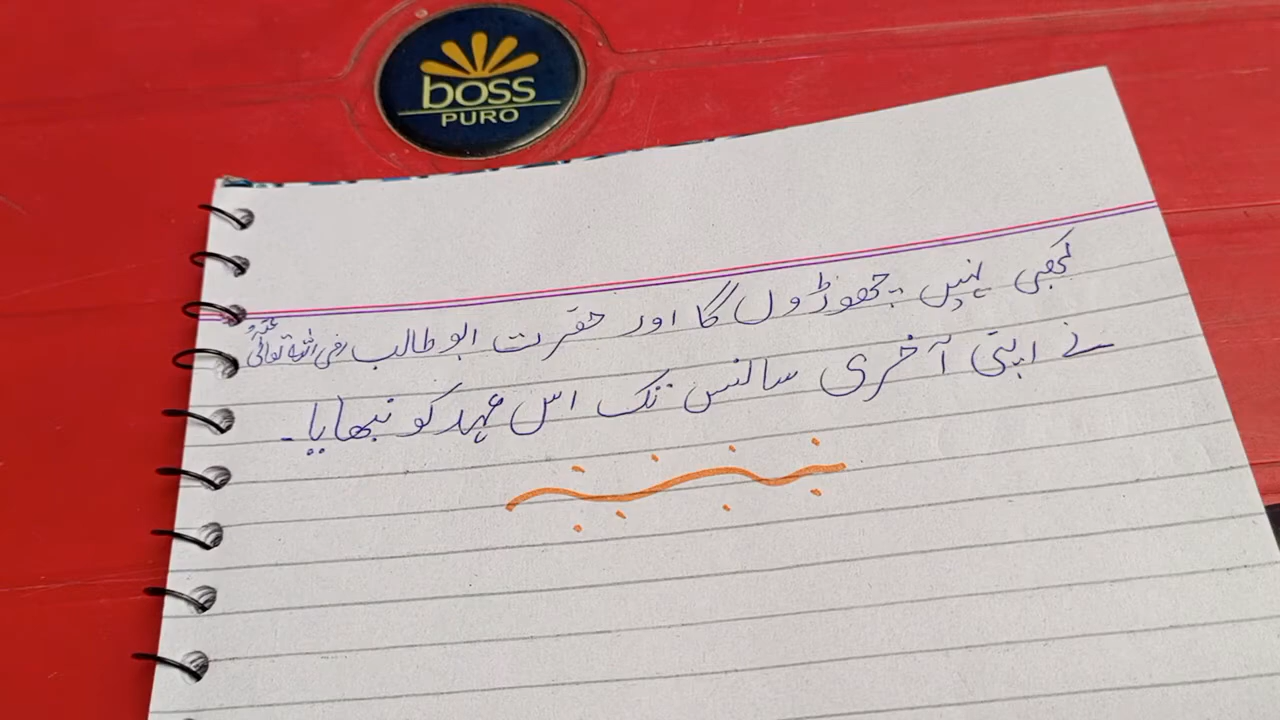 boss
PURO
کبھی نہیں چھوڑوں گا اور حضرت ابو طالب رضی اللہ تعالیٰ عنہ
نے اپنی آخری سانس تک اس عہد کو نبھایا۔